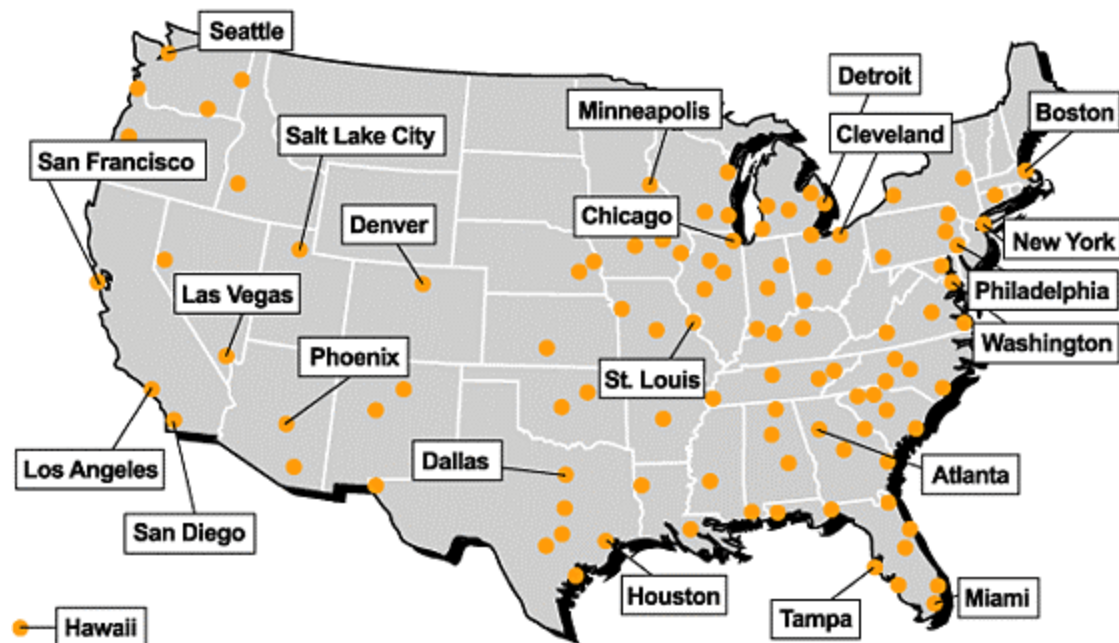 Seattle
Detroit
Minneapolis
Boston
Cleveland
Salt Lake City
San Francisco
Chicago
Denver
New York
Las Vegas
Philadelphia
Phoenix
Washington
St. Louis
Los Angeles
Dallas
Atlanta
San Diego
Houston
Miami
Tampa
Hawaii